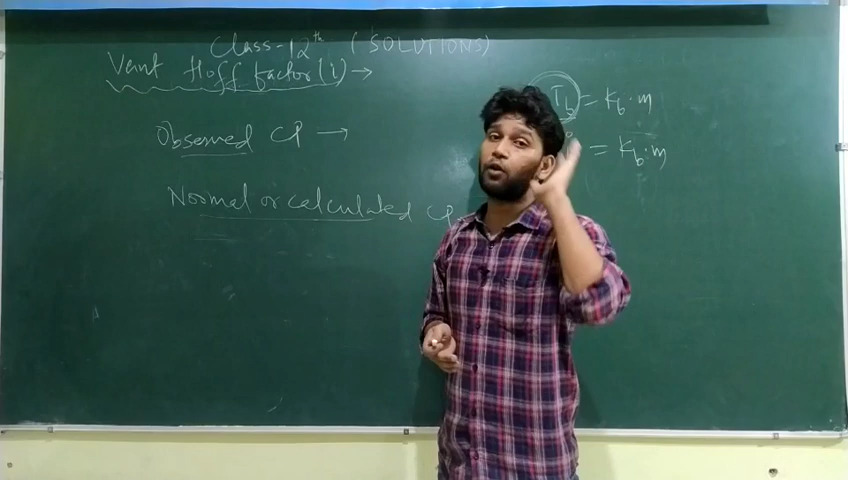 Class-12th (SOLUTIONS)
Vant Hoff factor (i) →
Observed CP →
Normal or calculated CP
Tb = Kb·m
= Kb·m